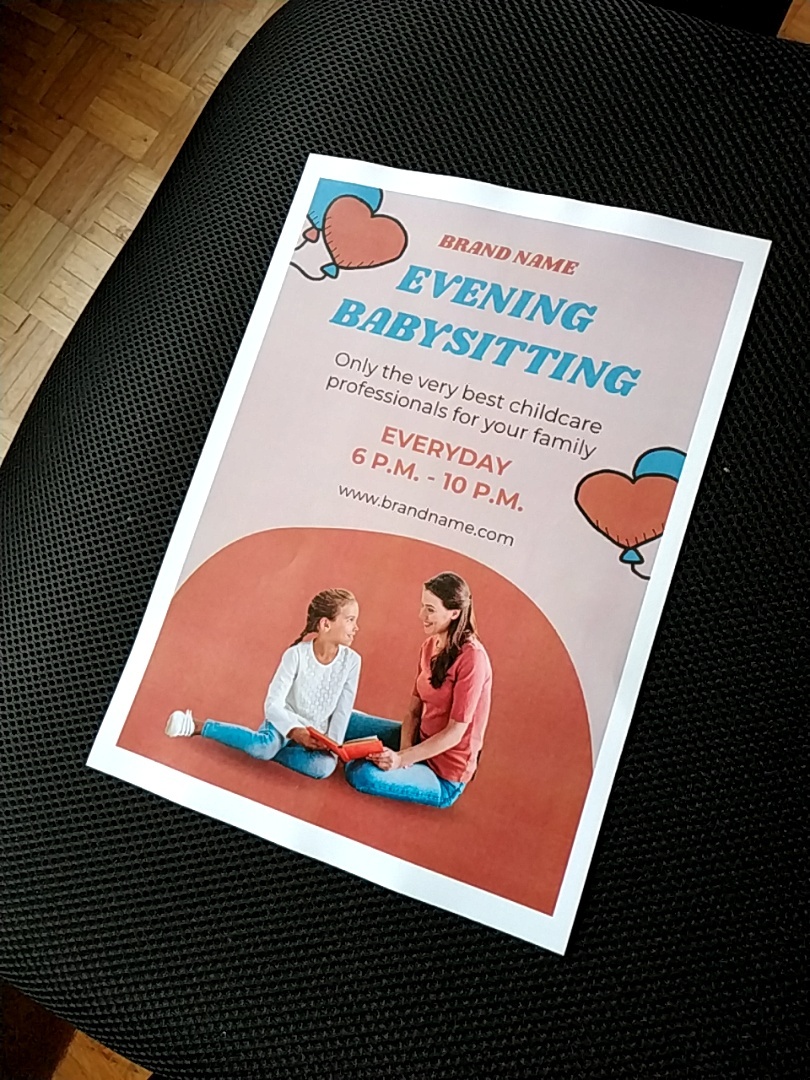 BRAND NAME
EVENING
BABYSITTING
Only the very best childcare
professionals for your family
EVERYDAY
6 P.M. - 10 P.M.
www.brandname.com